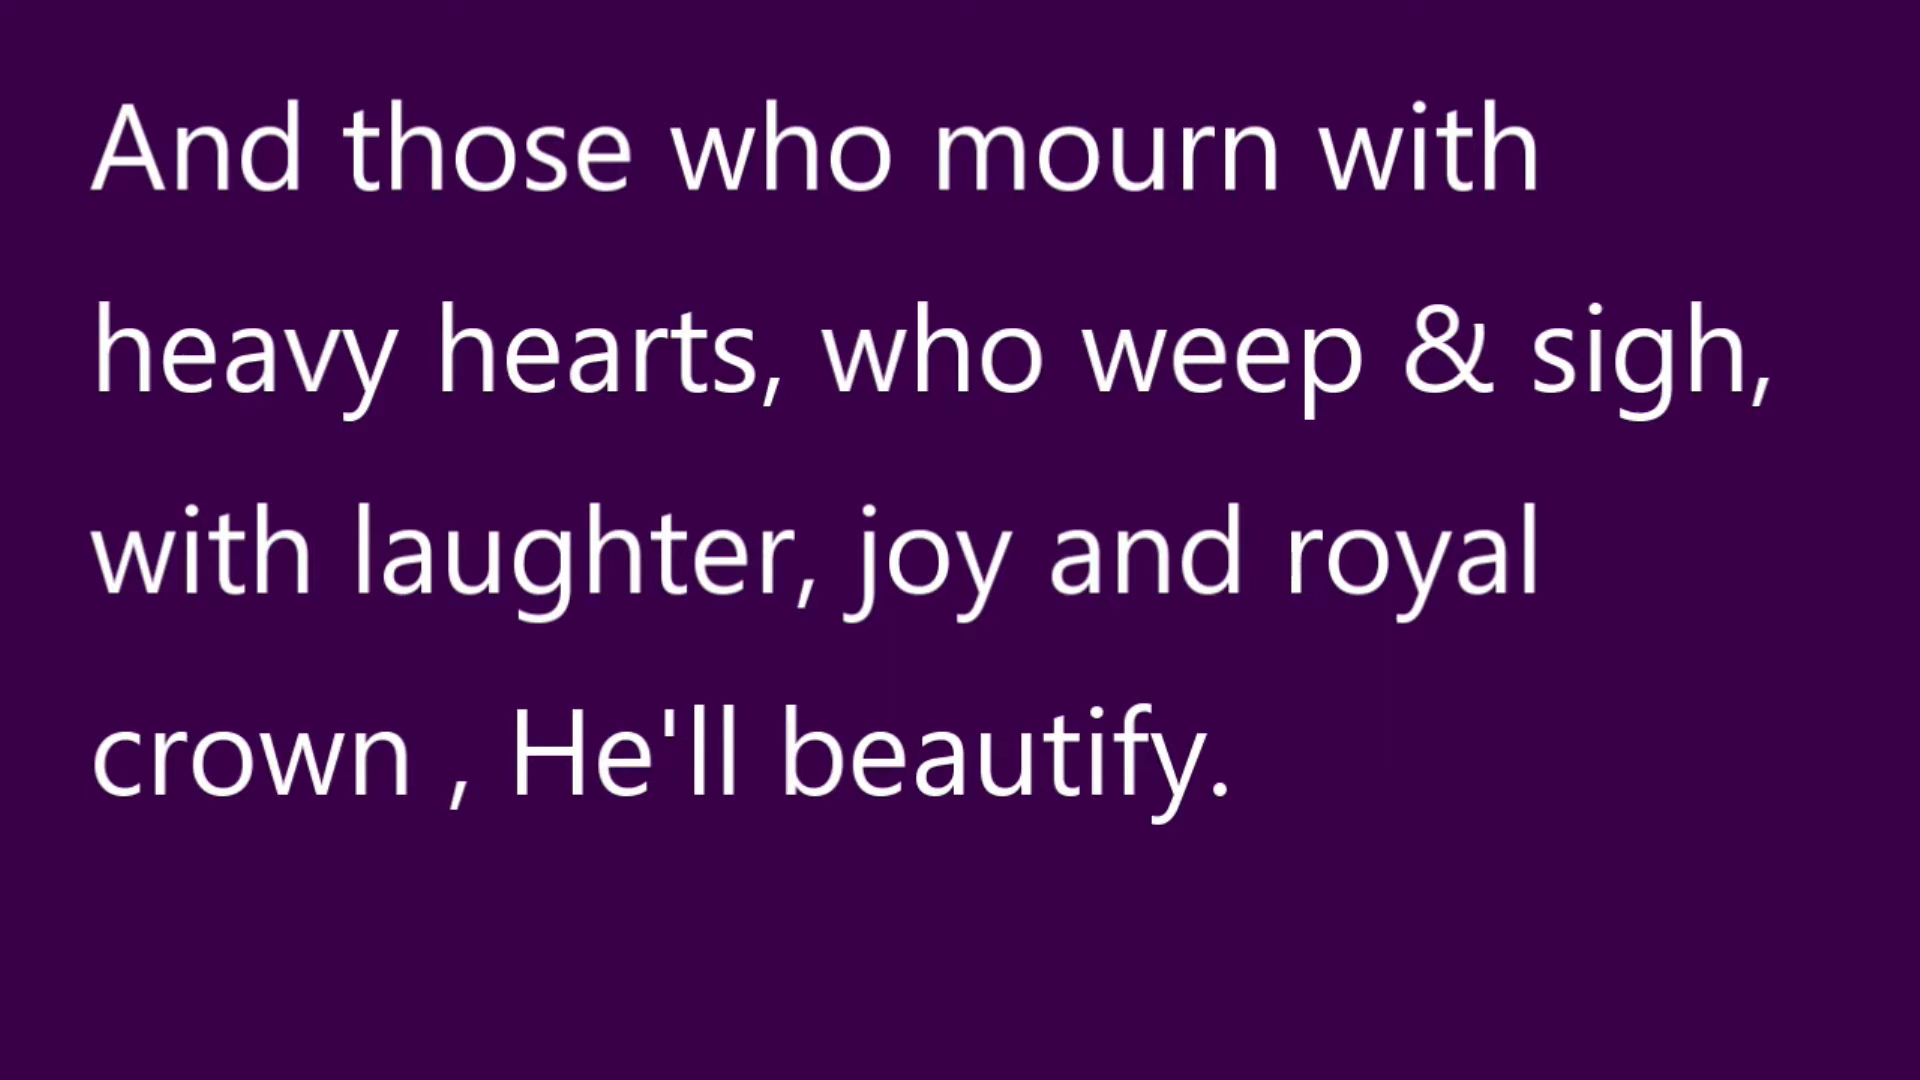 And those who mourn with
heavy hearts, who weep & sigh,
with laughter, joy and royal
crown , He'll beautify.